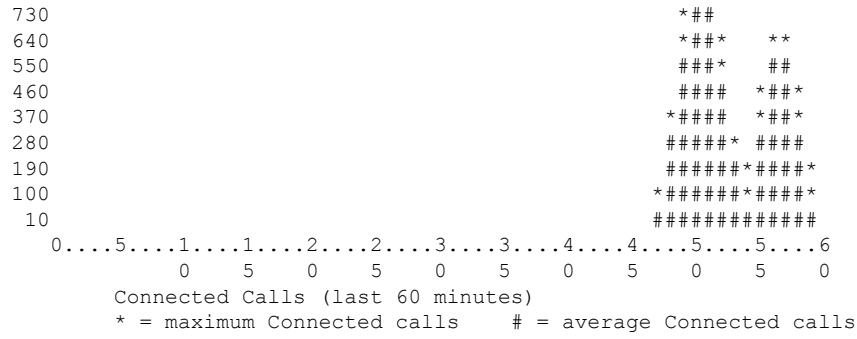 730                                                 *##
640                                                 *##*   **
550                                                 ###*   ##
460                                                 ####  *##*
370                                                *####  *##*
280                                                #####* ####
190                                                ######*####*
100                                               *######*####*
 10                                               #############
   0....5....1....1....2....2....3....3....4....4....5....5....6
             0    5    0    5    0    5    0    5    0    5    0
        Connected Calls (last 60 minutes)
        * = maximum Connected calls   # = average Connected calls